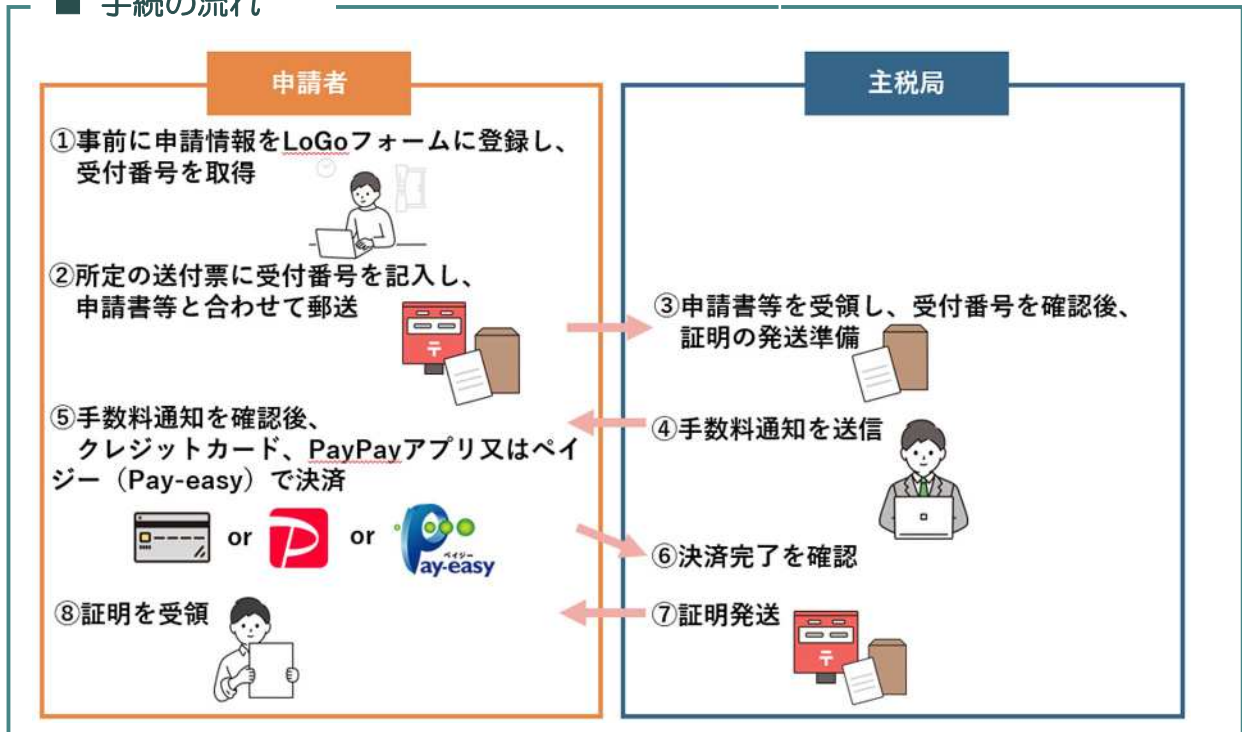 ■ 手続の流れ
申請者
①事前に申請情報をLoGoフォームに登録し、
受付番号を取得
②所定の送付票に受付番号を記入し、
申請書等と合わせて郵送
⑤手数料通知を確認後、
クレジットカード、PayPayアプリ又はペイ
ジー（Pay-easy）で決済
or
or
ペイジー
Pay-easy
⑧証明を受領
主税局
③申請書等を受領し、受付番号を確認後、
証明の発送準備
④手数料通知を送信
⑥決済完了を確認
⑦証明発送